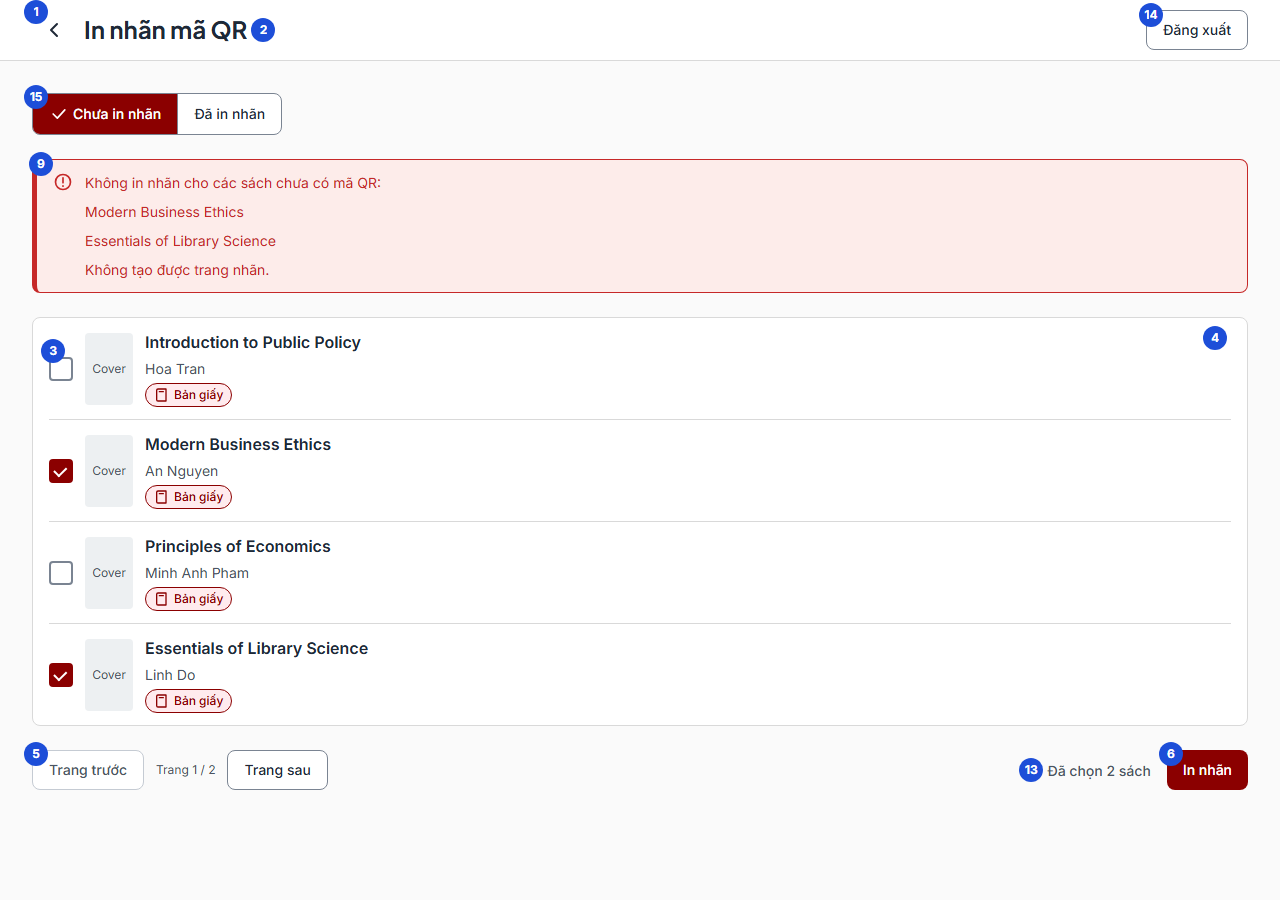 1
In nhãn mã QR 2
14
Đăng xuất
15
Chưa in nhãn
Đã in nhãn
9
Không in nhãn cho các sách chưa có mã QR:
Modern Business Ethics
Essentials of Library Science
Không tạo được trang nhãn.
3
Cover
Introduction to Public Policy
4
Hoa Tran
Bản giấy
Cover
Modern Business Ethics
An Nguyen
Bản giấy
Cover
Principles of Economics
Minh Anh Pham
Bản giấy
Cover
Essentials of Library Science
Linh Do
Bản giấy
5
Trang trước
Trang 1 / 2
Trang sau
13
Đã chọn 2 sách
6
In nhãn